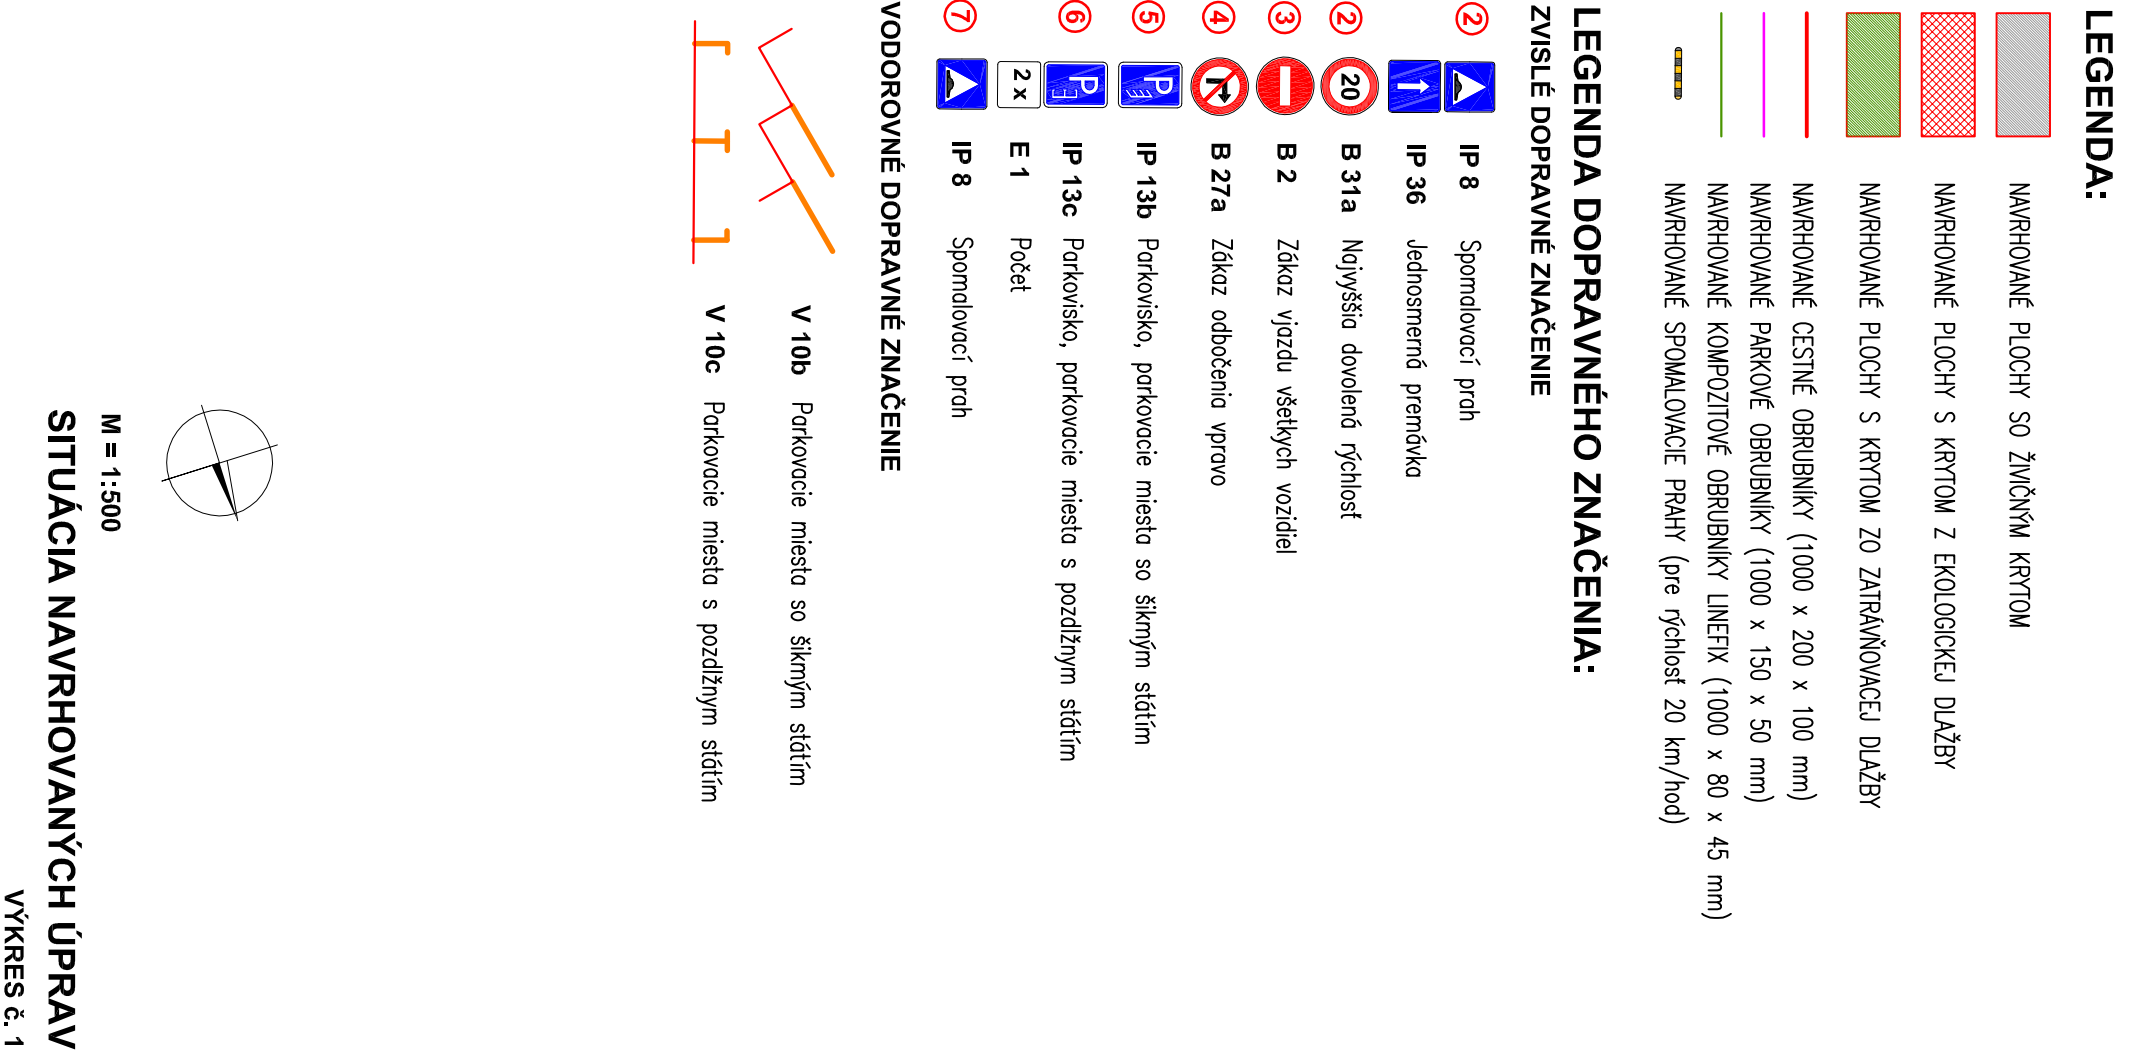 LEGENDA:
NAVRHOVANÉ PLOCHY SO ŽIVIČNÝM KRYTOM
NAVRHOVANÉ PLOCHY S KRYTOM Z EKOLOGICKEJ DLAŽBY
NAVRHOVANÉ PLOCHY S KRYTOM ZO ZATRÁVŇOVACEJ DLAŽBY
NAVRHOVANÉ CESTNÉ OBRUBNÍKY (1000 x 200 x 100 mm)
NAVRHOVANÉ PARKOVÉ OBRUBNÍKY (1000 x 150 x 50 mm)
NAVRHOVANÉ KOMPOZITOVÉ OBRUBNÍKY LINEFIX (1000 x 80 x 45 mm)
NAVRHOVANÉ SPOMALOVACIE PRAHY (pre rýchlosť 20 km/hod)
LEGENDA DOPRAVNÉHO ZNAČENIA:
ZVISLÉ DOPRAVNÉ ZNAČENIE
2 IP 8 Spomalovací prah
IP 36 Jednosmerná premávka
2 20 B 31a Najvyššia dovolená rýchlosť
3 B 2 Zákaz vjazdu všetkých vozidiel
4 B 27a Zákaz odbočenia vpravo
5 P IP 13b Parkovisko, parkovacie miesta so šikmým státím
6 P IP 13c Parkovisko, parkovacie miesta s pozdlžnym státím
2 x E 1 Počet
7 IP 8 Spomalovací prah
VODOROVNÉ DOPRAVNÉ ZNAČENIE
V 10b Parkovacie miesta so šikmým státím
V 10c Parkovacie miesta s pozdlžnym státím
M = 1:500
SITUÁCIA NAVRHOVANÝCH ÚPRAV
VÝKRES č. 1